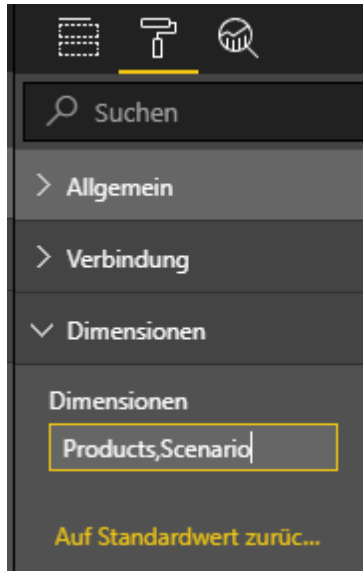 Suchen
Allgemein
Verbindung
Dimensionen
Dimensionen
Products,Scenario
Auf Standardwert zurüc...